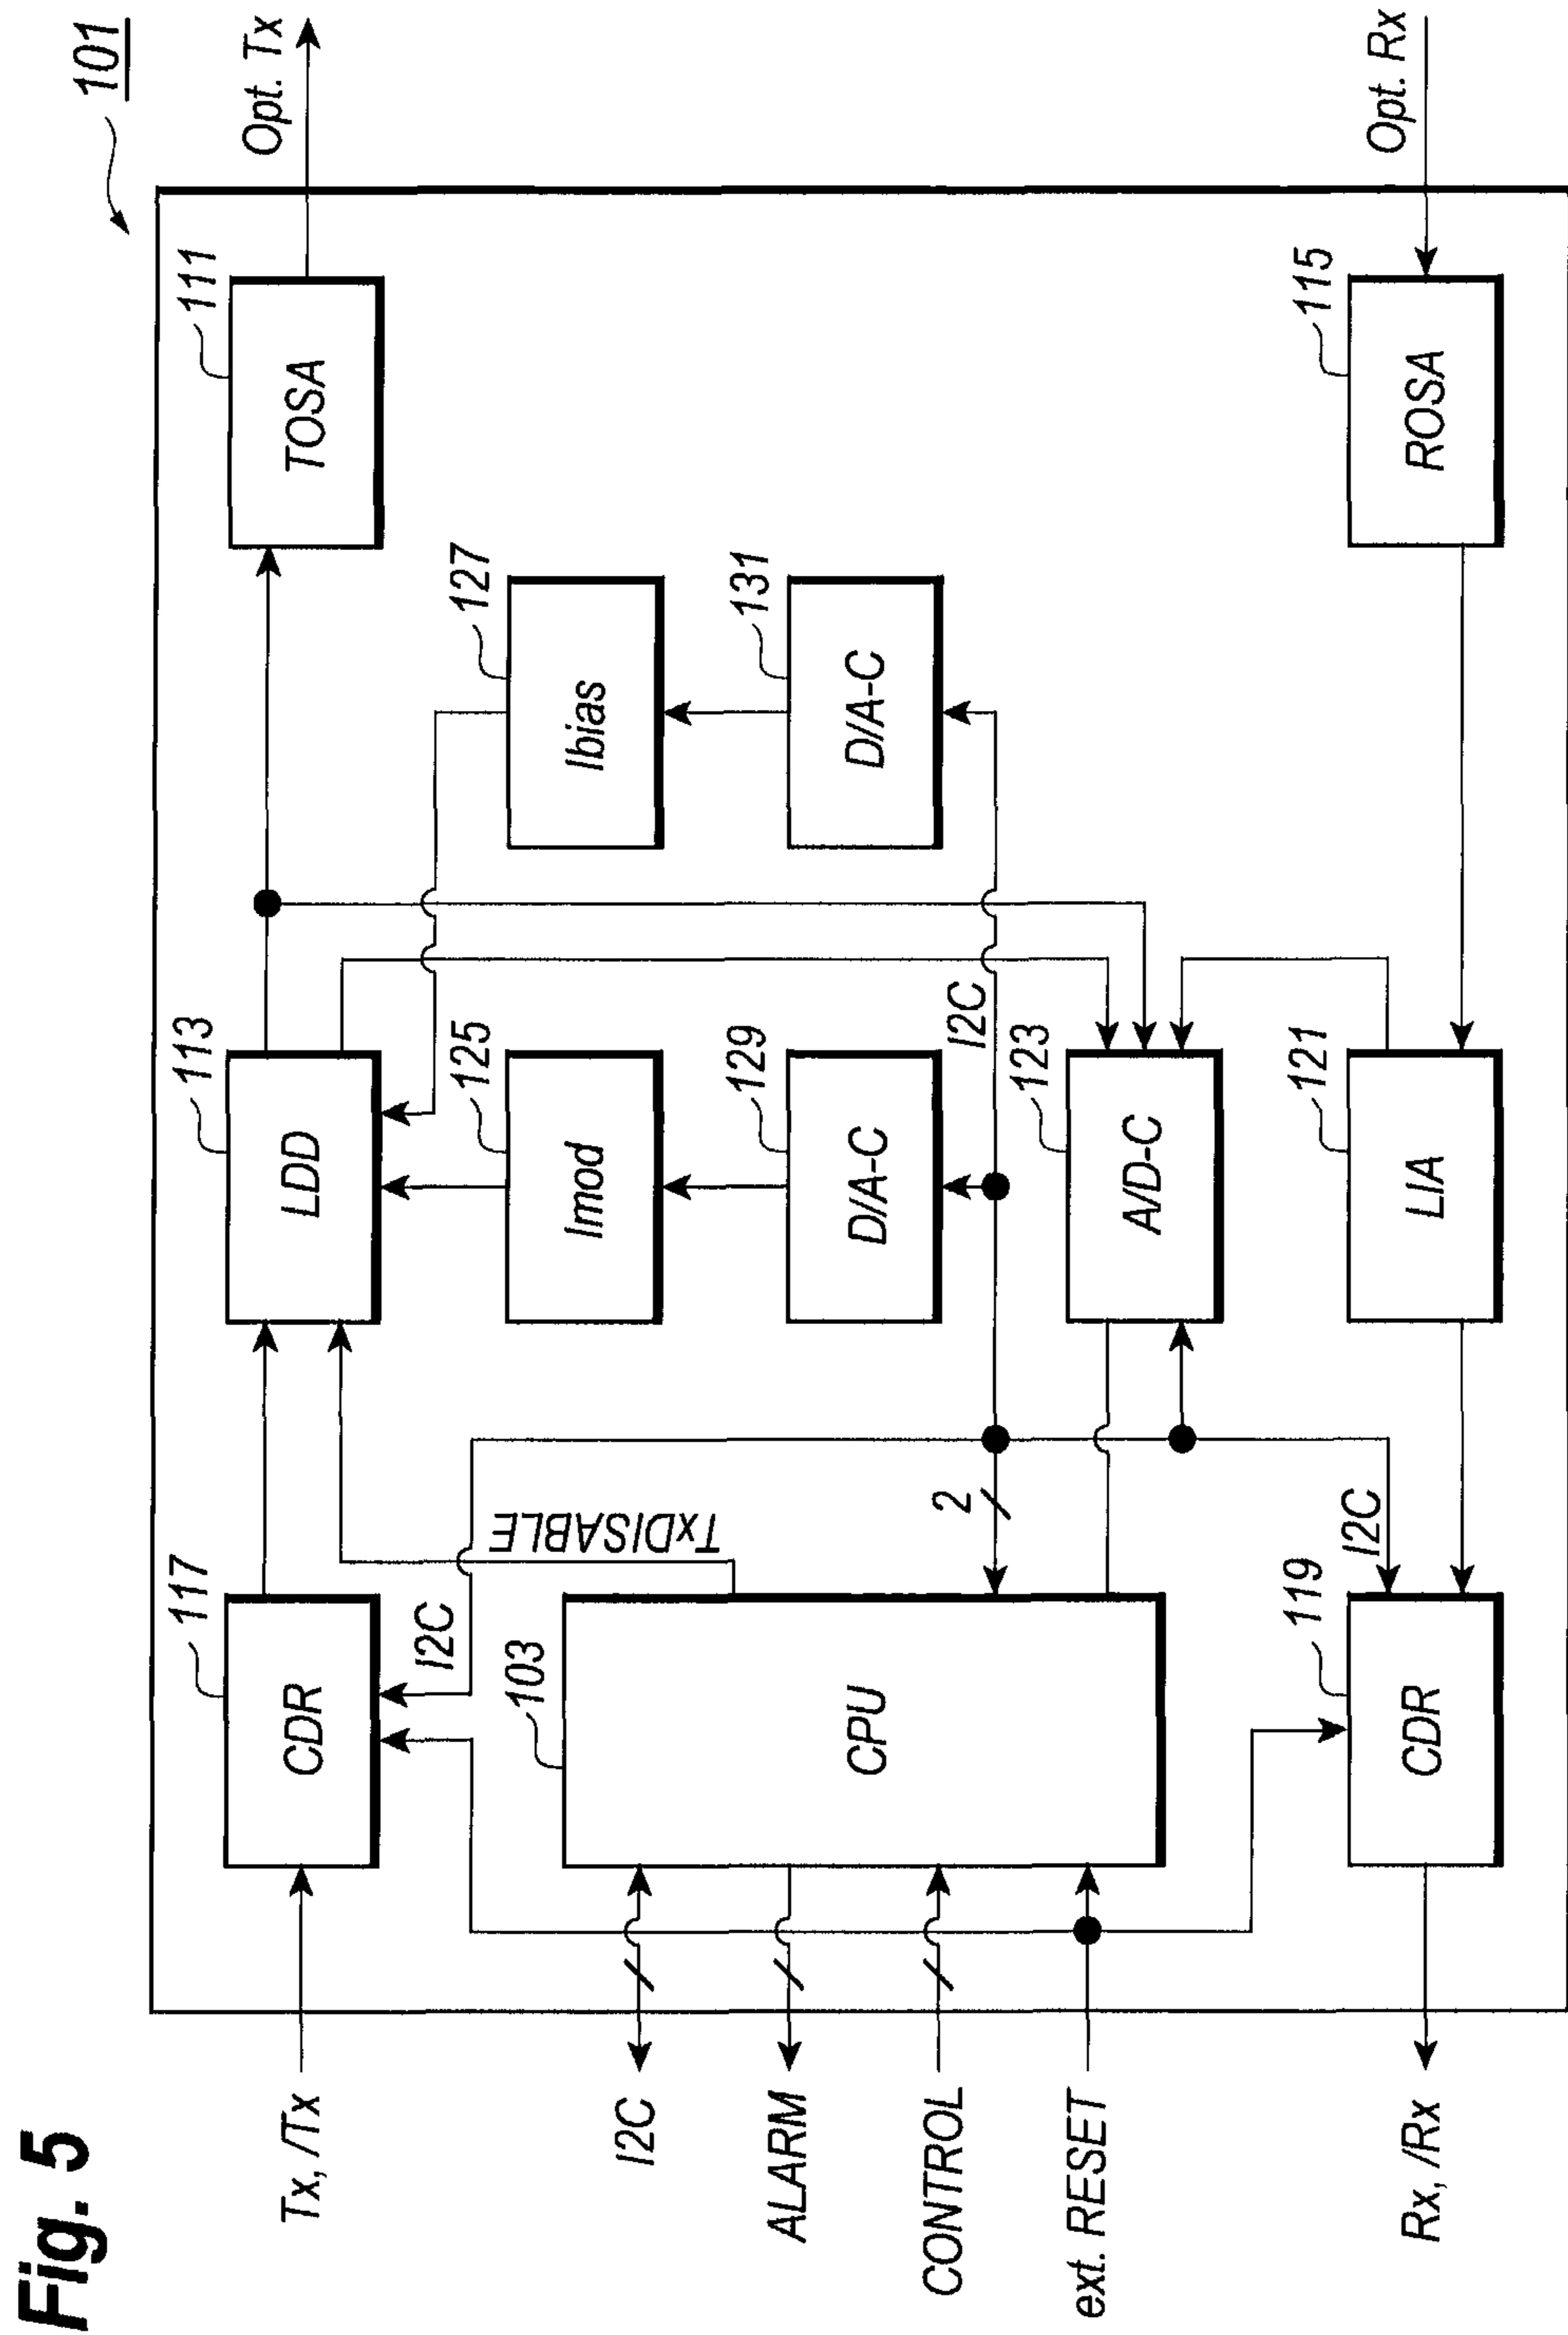 Fig. 5
101
Tx, /Tx
117
CDR
113
LDD
111
TOSA
Opt. Tx
I2C
TxDISABLE
125
Imod
127
Ibias
I2C
103
CPU
ALARM
CONTROL
ext. RESET
2
129
D/A-C
131
D/A-C
I2C
123
A/D-C
Rx, /Rx
119
CDR
I2C
121
LIA
115
ROSA
Opt. Rx